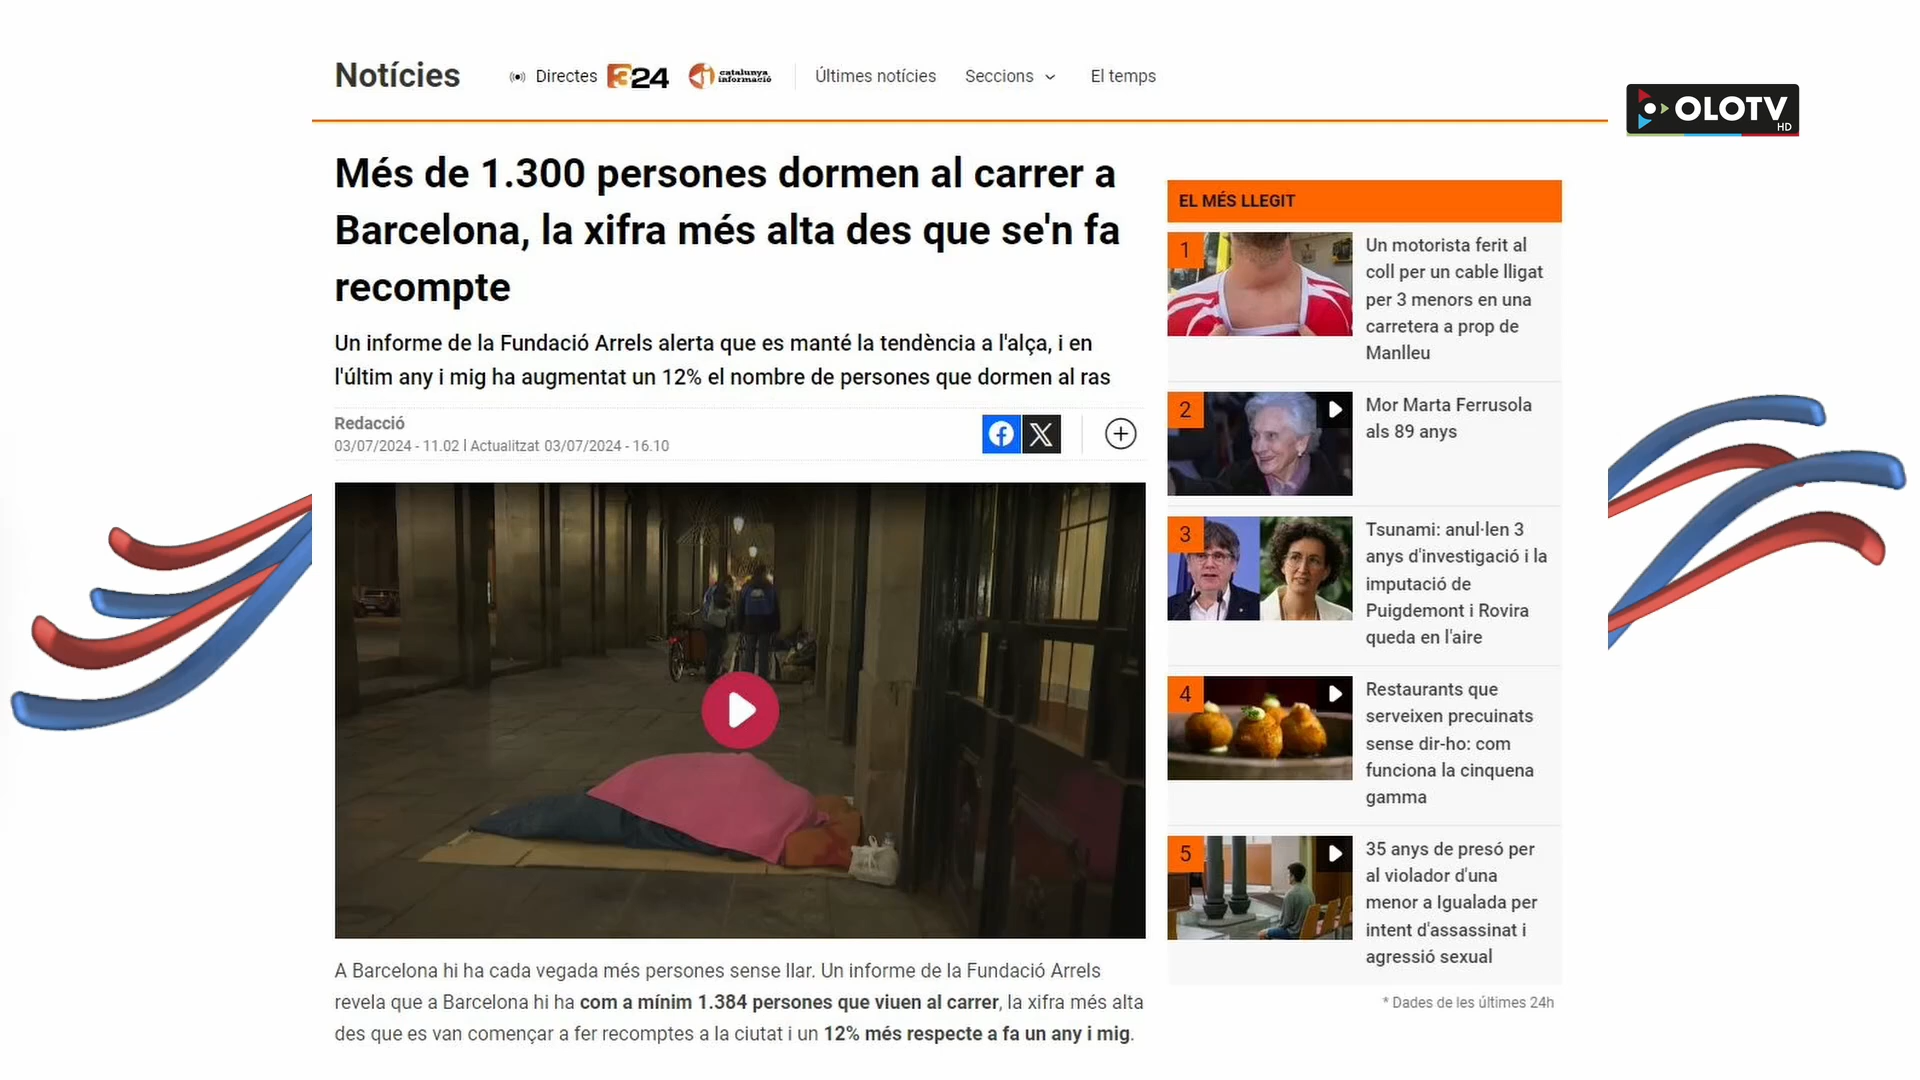 Notícies
Directes
324
catalunya
informació
Últimes notícies
Seccions
El temps
OLOTV
HD
Més de 1.300 persones dormen al carrer a
Barcelona, la xifra més alta des que se'n fa
recompte
Un informe de la Fundació Arrels alerta que es manté la tendència a l'alça, i en
l'últim any i mig ha augmentat un 12% el nombre de persones que dormen al ras
Redacció
03/07/2024 - 11.02 | Actualitzat 03/07/2024 - 16.10
A Barcelona hi ha cada vegada més persones sense llar. Un informe de la Fundació Arrels
revela que a Barcelona hi ha com a mínim 1.384 persones que viuen al carrer, la xifra més alta
des que es van començar a fer recomptes a la ciutat i un 12% més respecte a fa un any i mig.
EL MÉS LLEGIT
1
Un motorista ferit al
coll per un cable lligat
per 3 menors en una
carretera a prop de
Manlleu
2
Mor Marta Ferrusola
als 89 anys
3
Tsunami: anul·len 3
anys d'investigació i la
imputació de
Puigdemont i Rovira
queda en l'aire
4
Restaurants que
serveixen precuinats
sense dir-ho: com
funciona la cinquena
gamma
5
35 anys de presó per
al violador d'una
menor a Igualada per
intent d'assassinat i
agressió sexual
* Dades de les últimes 24h